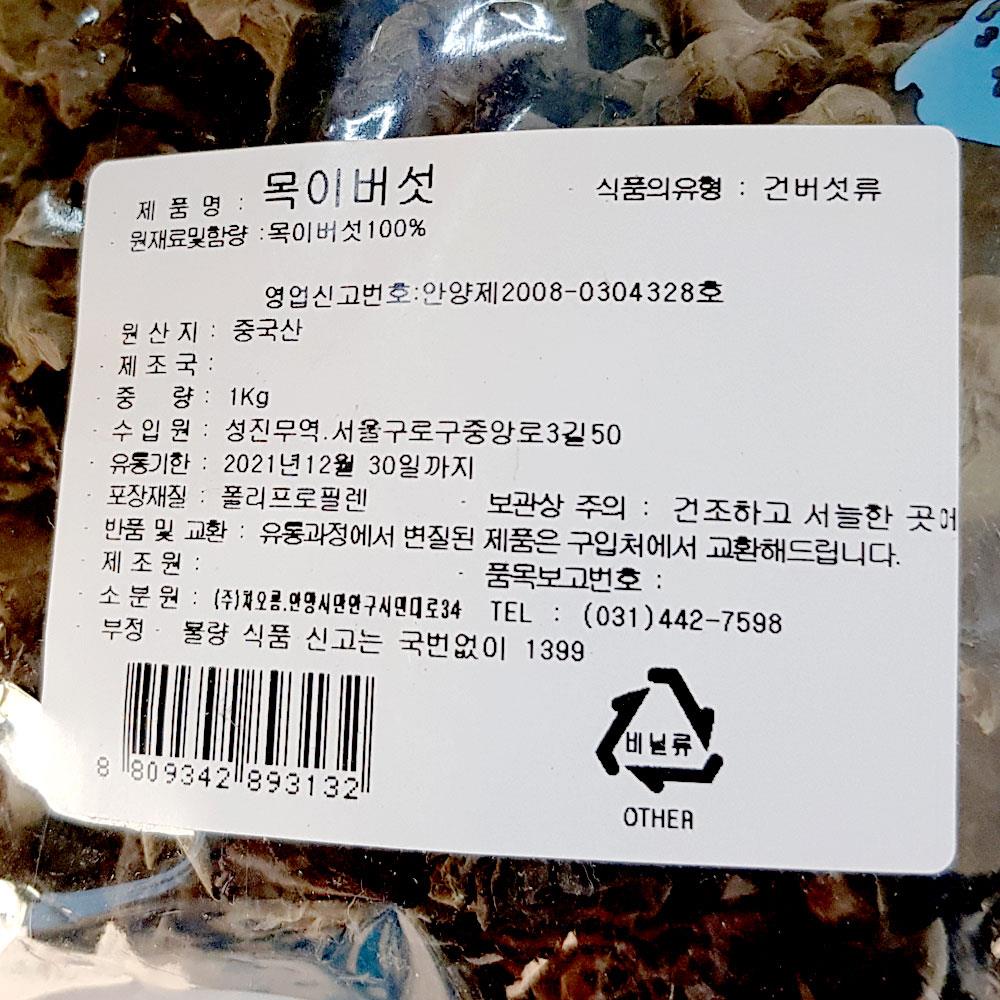 제 품 명 : 목이버섯
식품의유형 : 건버섯류
원재료및함량 :목이버섯100%
영업신고번호:안양제2008-0304328호
원 산 지 : 중국산
제 조 국 :
중 량 : 1Kg
수 입 원 : 성진무역.서울구로구중앙로3길50
유통기한 : 2021년12월 30일까지
포장재질 : 폴리프로필렌
보관상 주의 : 건조하고 서늘한 곳에
반품 및 교환 : 유통과정에서 변질된 제품은 구입처에서 교환해드립니다.
제 조 원 :
품목보고번호 :
소 분 원 : (주)채오름.안양시만안구시민대로34 TEL : (031)442-7598
부정 · 불량 식품 신고는 국번없이 1399
8 809342 893132
비닐류
OTHER